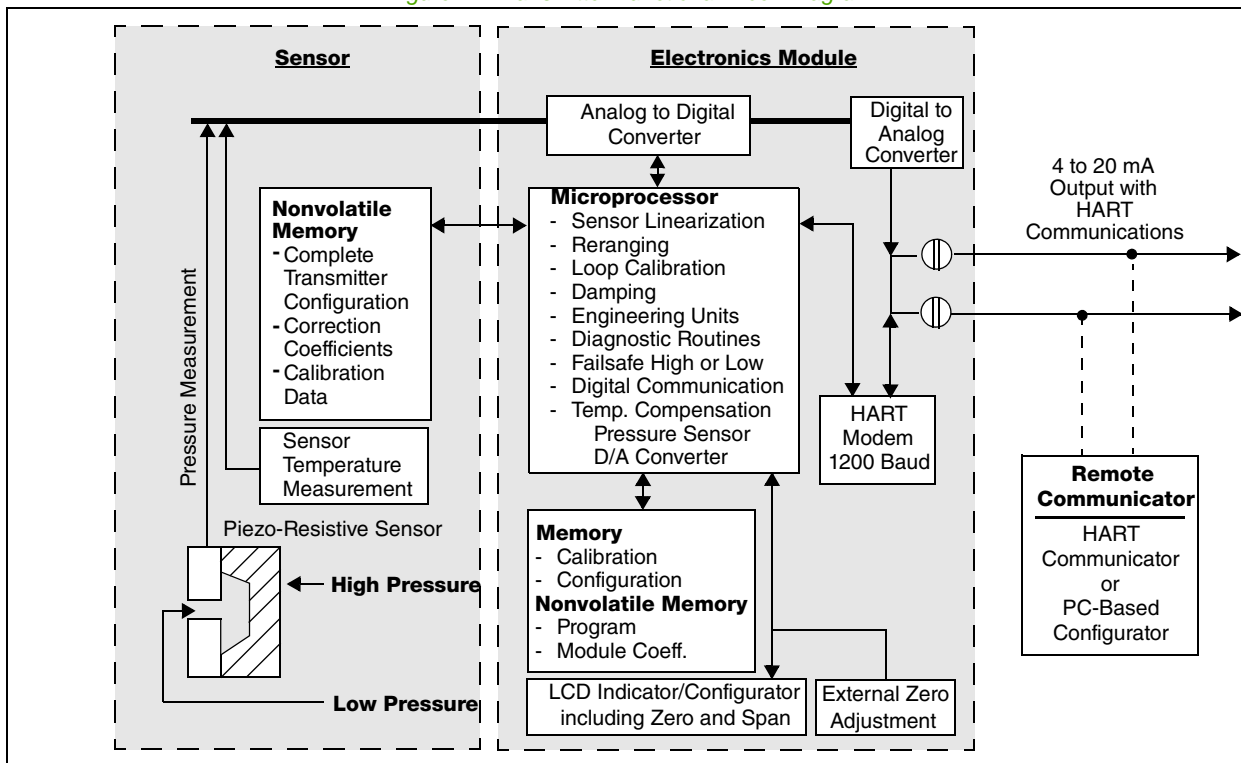 Sensor
Pressure Measurement
Nonvolatile
Memory
- Complete
Transmitter
Configuration
- Correction
Coefficients
- Calibration
Data
Sensor
Temperature
Measurement
Piezo-Resistive Sensor
High Pressure
Low Pressure
Electronics Module
Analog to Digital
Converter
Digital to
Analog
Converter
Microprocessor
- Sensor Linearization
- Reranging
- Loop Calibration
- Damping
- Engineering Units
- Diagnostic Routines
- Failsafe High or Low
- Digital Communication
- Temp. Compensation
Pressure Sensor
D/A Converter
HART
Modem
1200 Baud
Memory
- Calibration
- Configuration
Nonvolatile Memory
- Program
- Module Coeff.
LCD Indicator/Configurator
including Zero and Span
External Zero
Adjustment
4 to 20 mA
Output with
HART
Communications
Remote
Communicator
HART
Communicator
or
PC-Based
Configurator